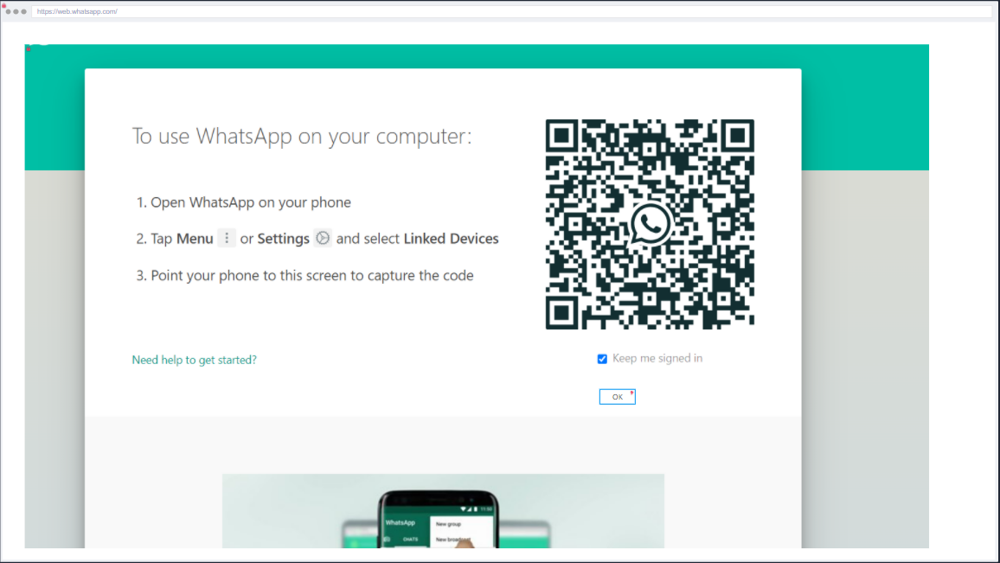 https://web.whatsapp.com/
To use WhatsApp on your computer:
1. Open WhatsApp on your phone
2. Tap Menu or Settings and select Linked Devices
3. Point your phone to this screen to capture the code
Need help to get started?
Keep me signed in
OK
11:50
WhatsApp
New group
CHATS
New broadcast